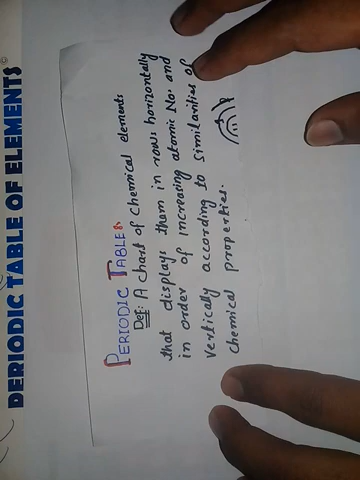 PERIODIC TABLE OF ELEMENTS
PERIODIC TABLE:
Def: A chart of chemical elements
that displays them in rows horizontally
in order of increasing atomic No. and
vertically according to similarities of
chemical properties.